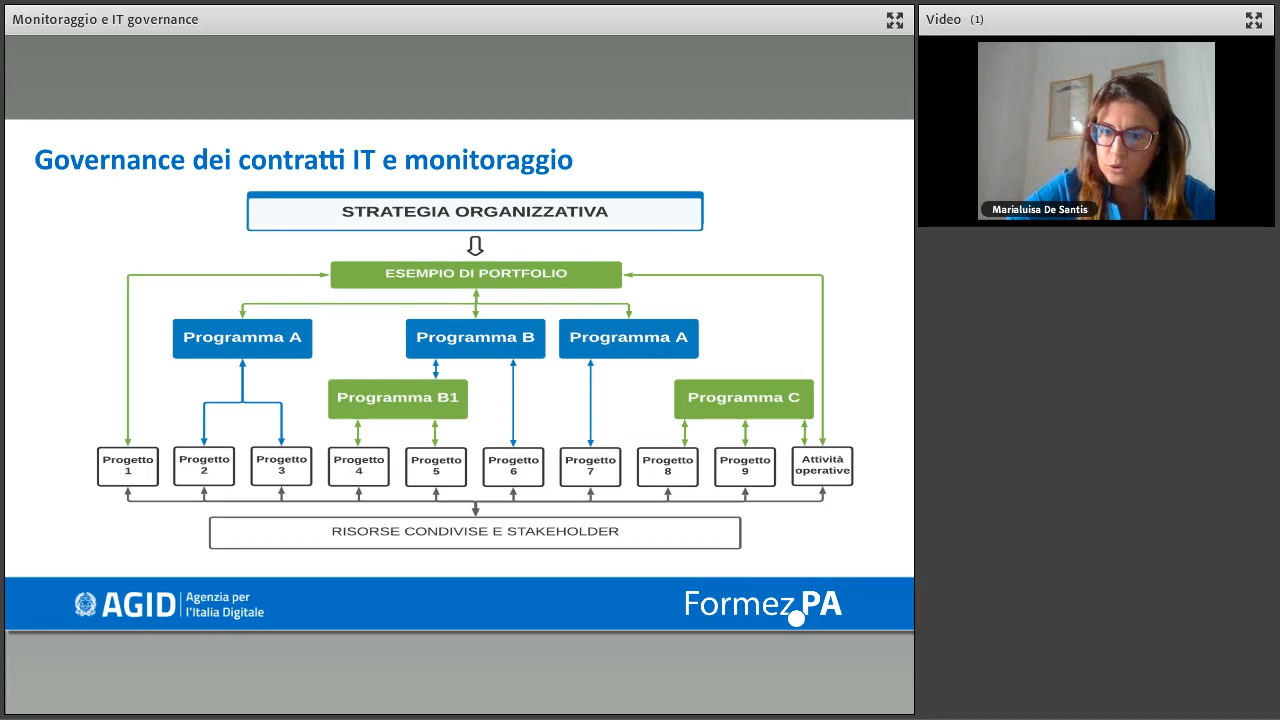 Monitoraggio e IT governance
Video (1)
Marialuisa De Santis
Governance dei contratti IT e monitoraggio
STRATEGIA ORGANIZZATIVA
ESEMPIO DI PORTFOLIO
Programma A
Programma B
Programma A
Programma B1
Programma C
Progetto
1
Progetto
2
Progetto
3
Progetto
4
Progetto
5
Progetto
6
Progetto
7
Progetto
8
Progetto
9
Attività
operative
RISORSE CONDIVISE E STAKEHOLDER
AGID
Agenzia per
l'Italia Digitale
Formez PA